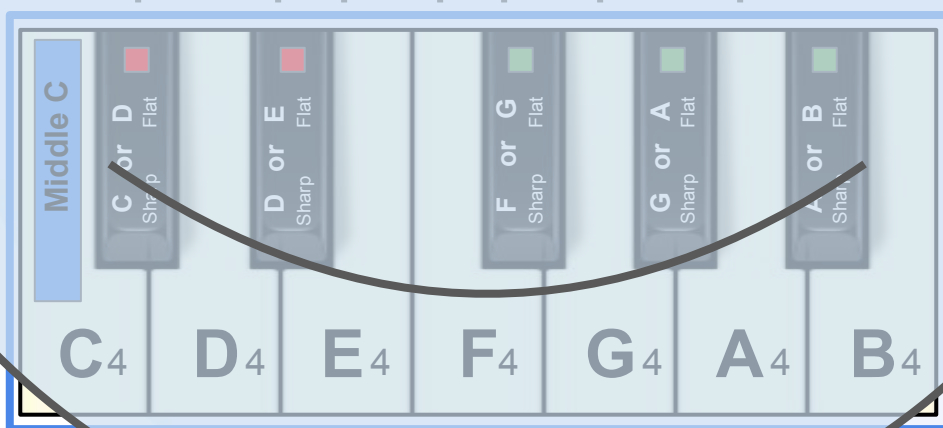 Middle C
C or D
Sharp Flat
D or E
Sharp Flat
F or G
Sharp Flat
G or A
Sharp Flat
A or B
Sharp Flat
C4
D4
E4
F4
G4
A4
B4